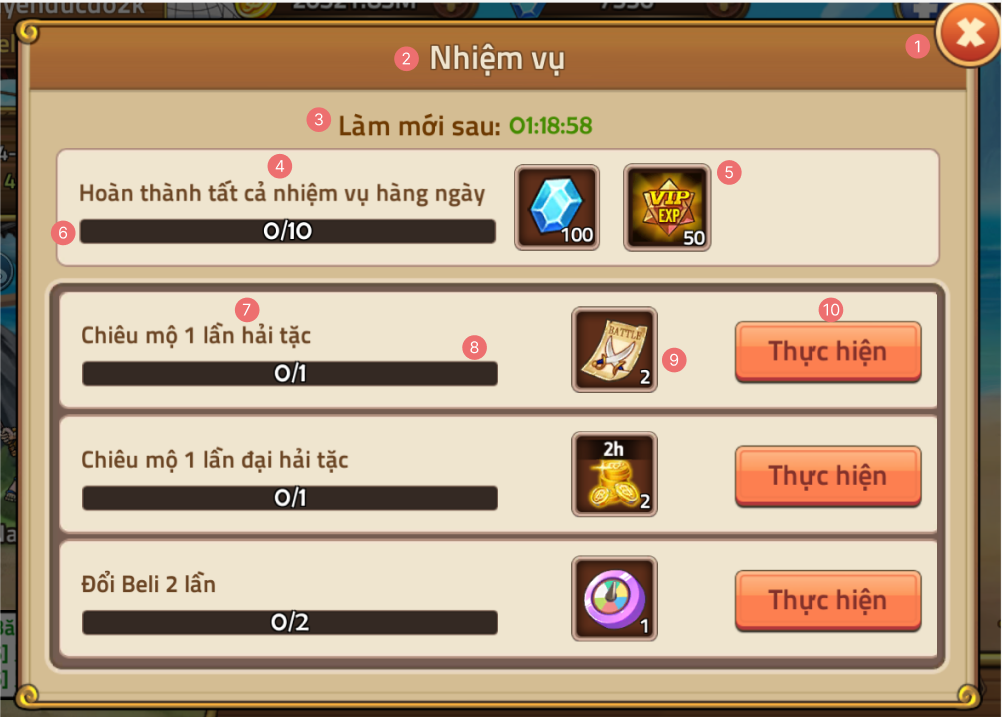 yenducdo2k
2
Nhiệm vụ
1
3
Làm mới sau: 01:18:58
4
Hoàn thành tất cả nhiệm vụ hàng ngày
6
0/10
100
VIP
EXP
50
5
7
Chiêu mộ 1 lần hải tặc
8
0/1
BATTLE
2
9
10
Thực hiện
Chiêu mộ 1 lần đại hải tặc
0/1
2h
2
Thực hiện
Đổi Beli 2 lần
0/2
1
Thực hiện